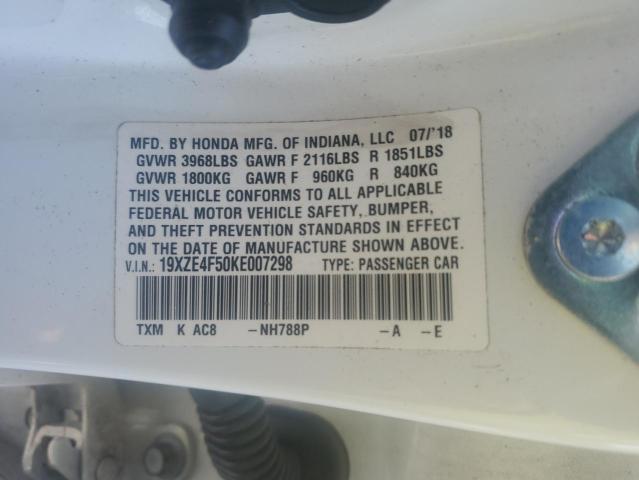 MFD. BY HONDA MFG. OF INDIANA, LLC 07/'18
GVWR 3968LBS GAWR F 2116LBS R 1851LBS
GVWR 1800KG GAWR F 960KG R 840KG
THIS VEHICLE CONFORMS TO ALL APPLICABLE
FEDERAL MOTOR VEHICLE SAFETY, BUMPER,
AND THEFT PREVENTION STANDARDS IN EFFECT
ON THE DATE OF MANUFACTURE SHOWN ABOVE.
V.I.N.: 19XZE4F50KE007298 TYPE: PASSENGER CAR
TXM K AC8 -NH788P -A -E